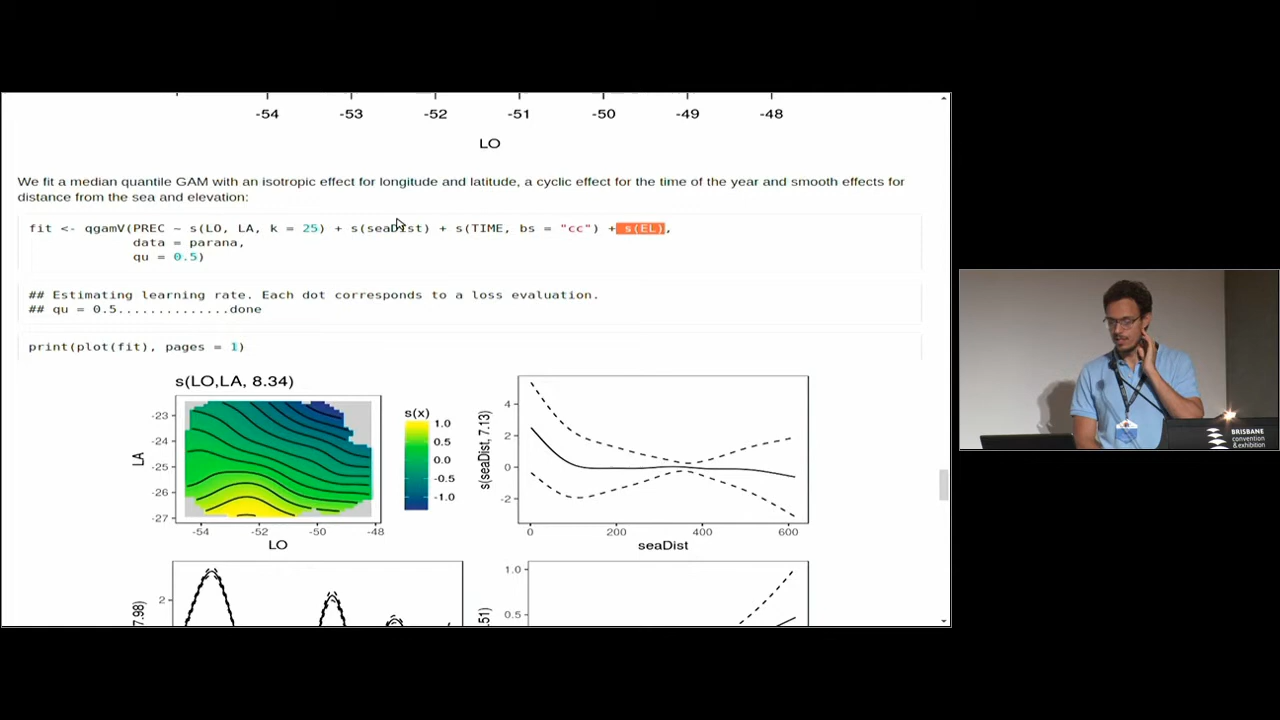 -54 -53 -52 -51 -50 -49 -48
LO
We fit a median quantile GAM with an isotropic effect for longitude and latitude, a cyclic effect for the time of the year and smooth effects for
distance from the sea and elevation:
fit <- qgamV(PREC ~ s(LO, LA, k = 25) + s(seaDist) + s(TIME, bs = "cc") + s(EL),
data = parana,
qu = 0.5)
## Estimating learning rate. Each dot corresponds to a loss evaluation.
## qu = 0.5..............done
print(plot(fit), pages = 1)
s(LO,LA, 8.34)
LA
-23
-24
-25
-26
-27
-54 -52 -50 -48
LO
s(x)
1.0
0.5
0.0
-0.5
-1.0
s(seaDist, 7.13)
4
2
0
-2
0 200 400 600
seaDist
7.98)
2
.51)
1.0
0.5
BRISBANE
convention
& exhibition